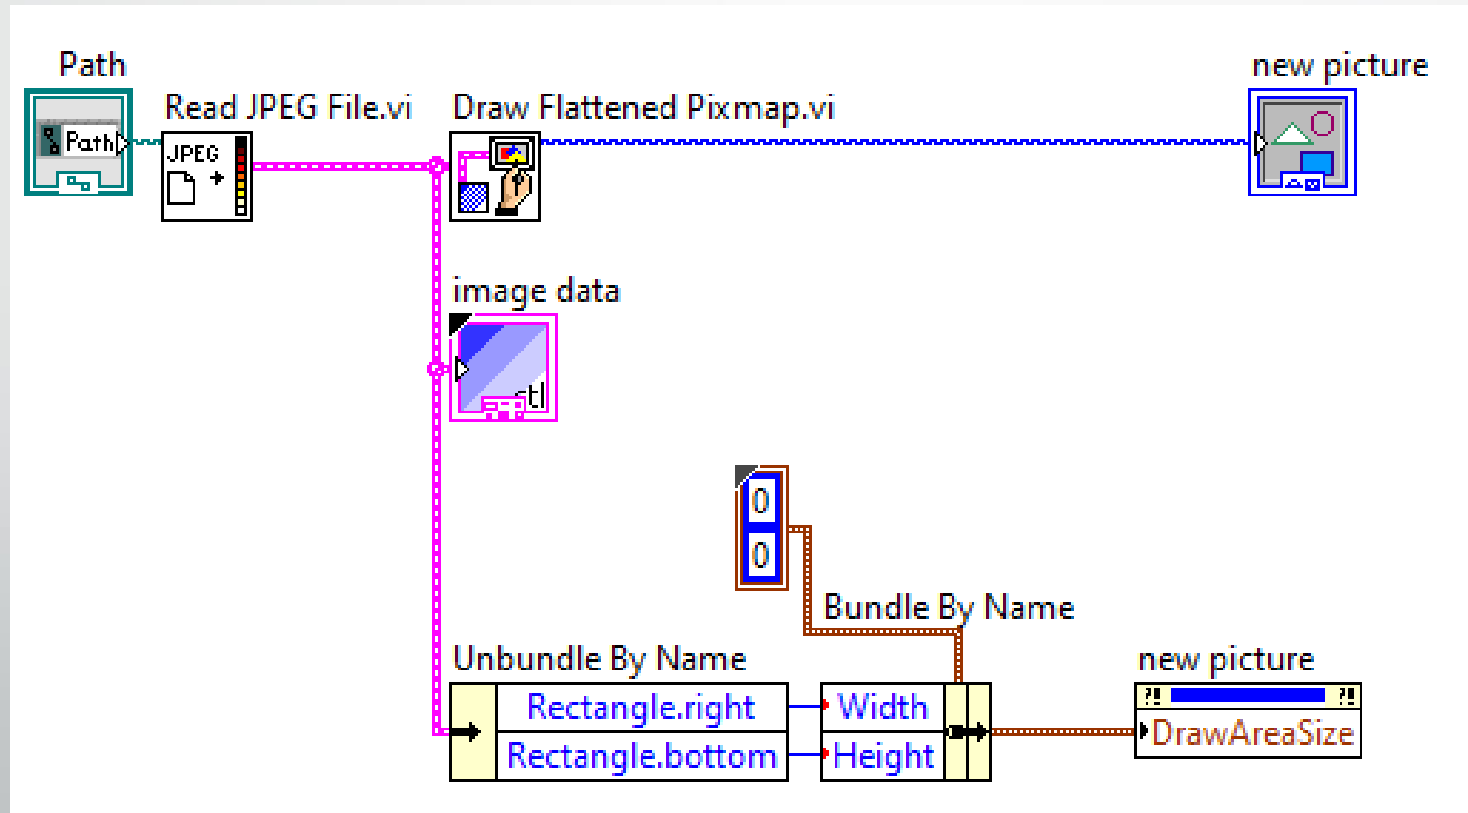 Path
new picture
Read JPEG File.vi
Draw Flattened Pixmap.vi
Path
JPEG
image data
ctl
0
0
Bundle By Name
Unbundle By Name
new picture
?! ?!
Rectangle.right
Width
DrawAreaSize
Rectangle.bottom
Height